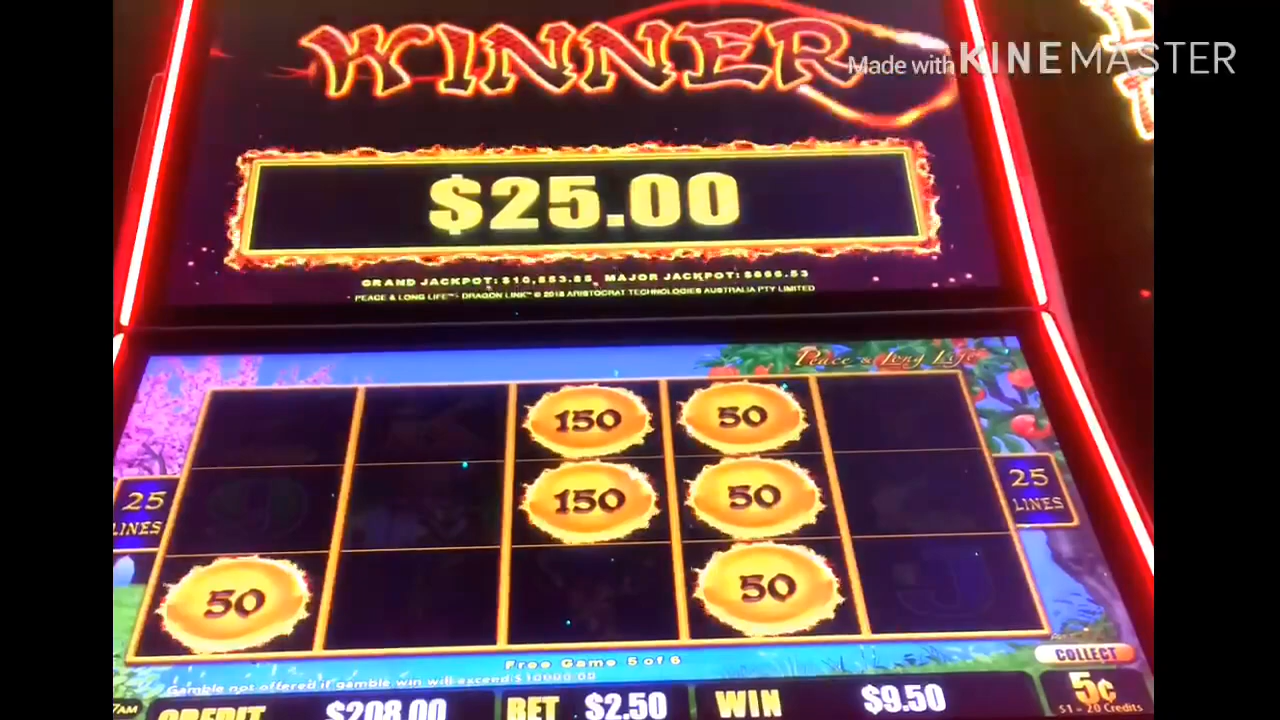 WINNER
Made with KINEMASTER
$25.00
GRAND JACKPOT: $10,853.85 MAJOR JACKPOT: $866.53
PEACE & LONG LIFE™ - DRAGON LINK™ © 2018 ARISTOCRAT TECHNOLOGIES AUSTRALIA PTY LIMITED
Peace & Long Life
150 50
25 LINES
150 50
25 LINES
50 50
9
J
Free Game 5 of 6
COLLECT
Gamble not offered if gamble win will exceed $10000.00
7AM
CREDIT $208.00 BET $2.50 WIN $9.50 5¢
$1 = 20 Credits